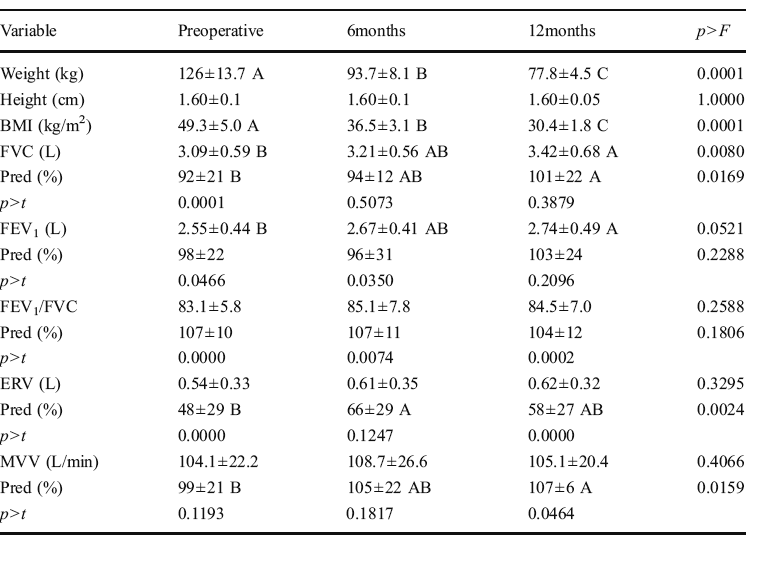 Variable Preoperative 6months 12months p>F
Weight (kg) 126±13.7 A 93.7±8.1 B 77.8±4.5 C 0.0001
Height (cm) 1.60±0.1 1.60±0.1 1.60±0.05 1.0000
BMI (kg/m²) 49.3±5.0 A 36.5±3.1 B 30.4±1.8 C 0.0001
FVC (L) 3.09±0.59 B 3.21±0.56 AB 3.42±0.68 A 0.0080
Pred (%) 92±21 B 94±12 AB 101±22 A 0.0169
p>t 0.0001 0.5073 0.3879
FEV₁ (L) 2.55±0.44 B 2.67±0.41 AB 2.74±0.49 A 0.0521
Pred (%) 98±22 96±31 103±24 0.2288
p>t 0.0466 0.0350 0.2096
FEV₁/FVC 83.1±5.8 85.1±7.8 84.5±7.0 0.2588
Pred (%) 107±10 107±11 104±12 0.1806
p>t 0.0000 0.0074 0.0002
ERV (L) 0.54±0.33 0.61±0.35 0.62±0.32 0.3295
Pred (%) 48±29 B 66±29 A 58±27 AB 0.0024
p>t 0.0000 0.1247 0.0000
MVV (L/min) 104.1±22.2 108.7±26.6 105.1±20.4 0.4066
Pred (%) 99±21 B 105±22 AB 107±6 A 0.0159
p>t 0.1193 0.1817 0.0464